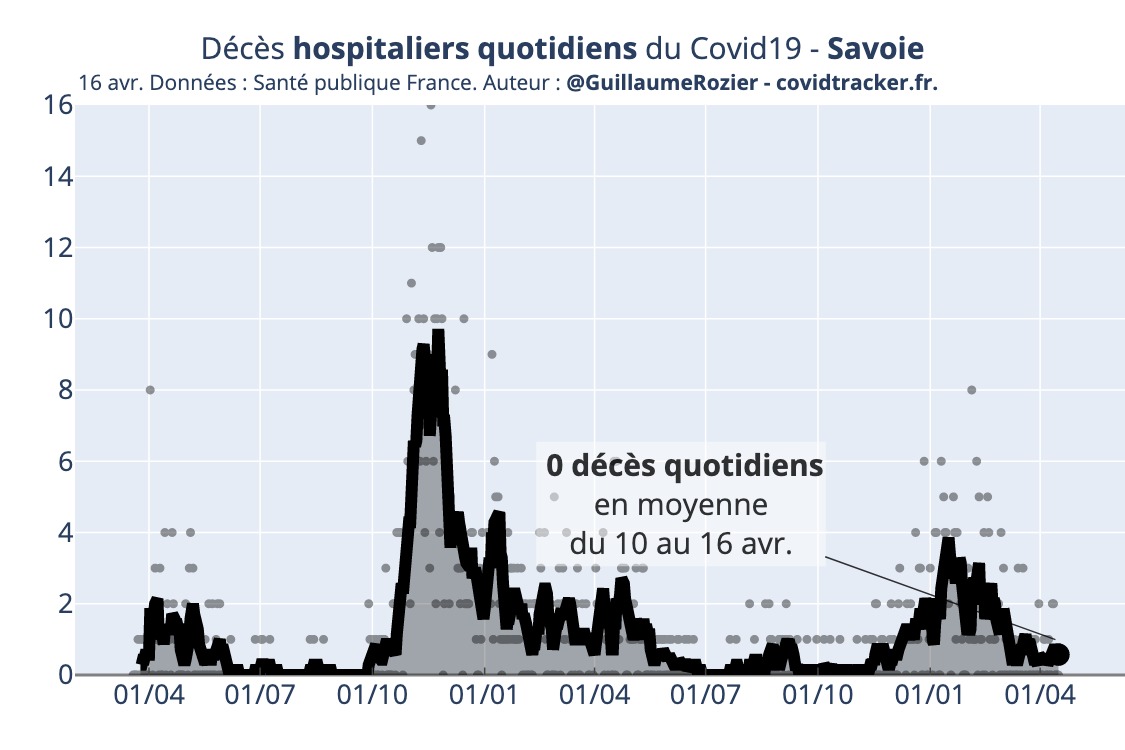 Décès hospitaliers quotidiens du Covid19 - Savoie
16 avr. Données : Santé publique France. Auteur : @GuillaumeRozier - covidtracker.fr.
16
14
12
10
8
6
4
2
0
0 décès quotidiens
en moyenne
du 10 au 16 avr.
01/04 01/07 01/10 01/01 01/04 01/07 01/10 01/01 01/04